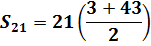 S₂₁ = 21((3 + 43)/2)